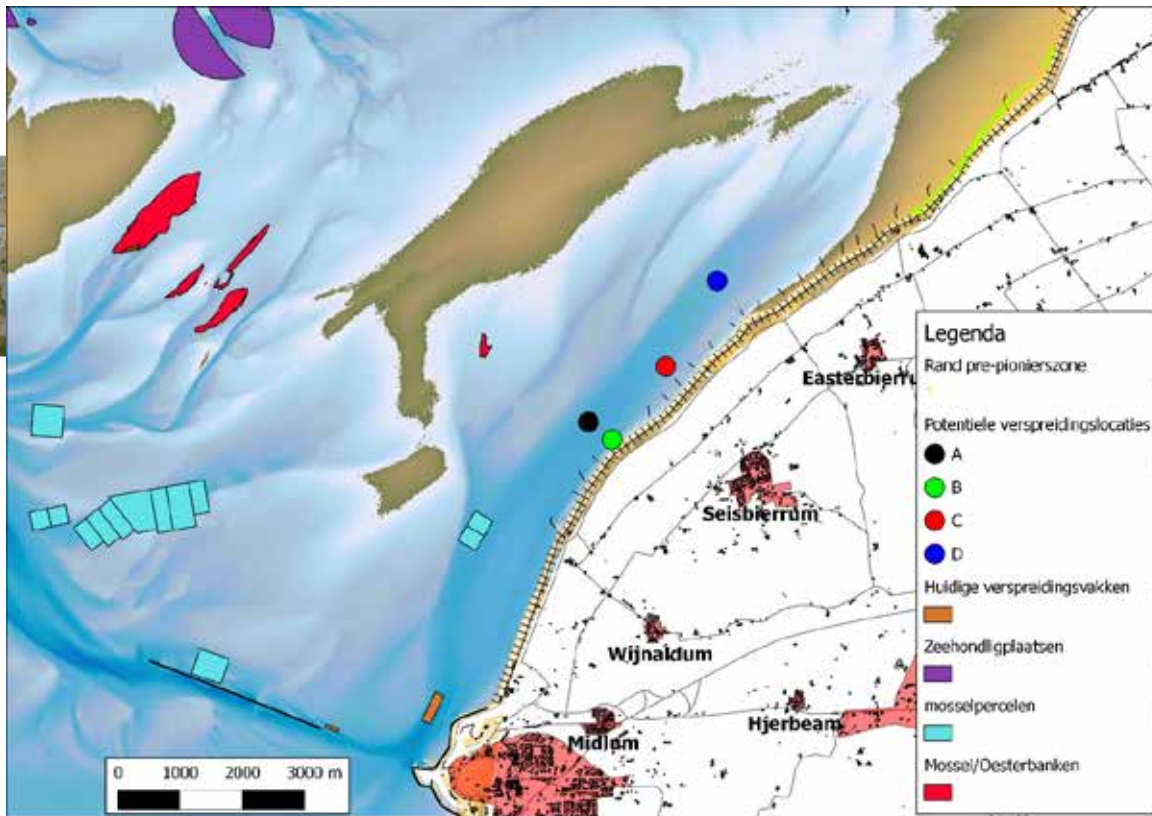 Legenda
Rand pre-pionierszone
Potentiele verspreidingslocaties
A
B
C
D
Huidige verspreidingsvakken
Zeehondligplaatsen
mosselpercelen
Mossel/Oesterbanken
Easterbierru
Seisbierrum
Wijnaldum
Hjerbeam
Midlum
0 1000 2000 3000 m